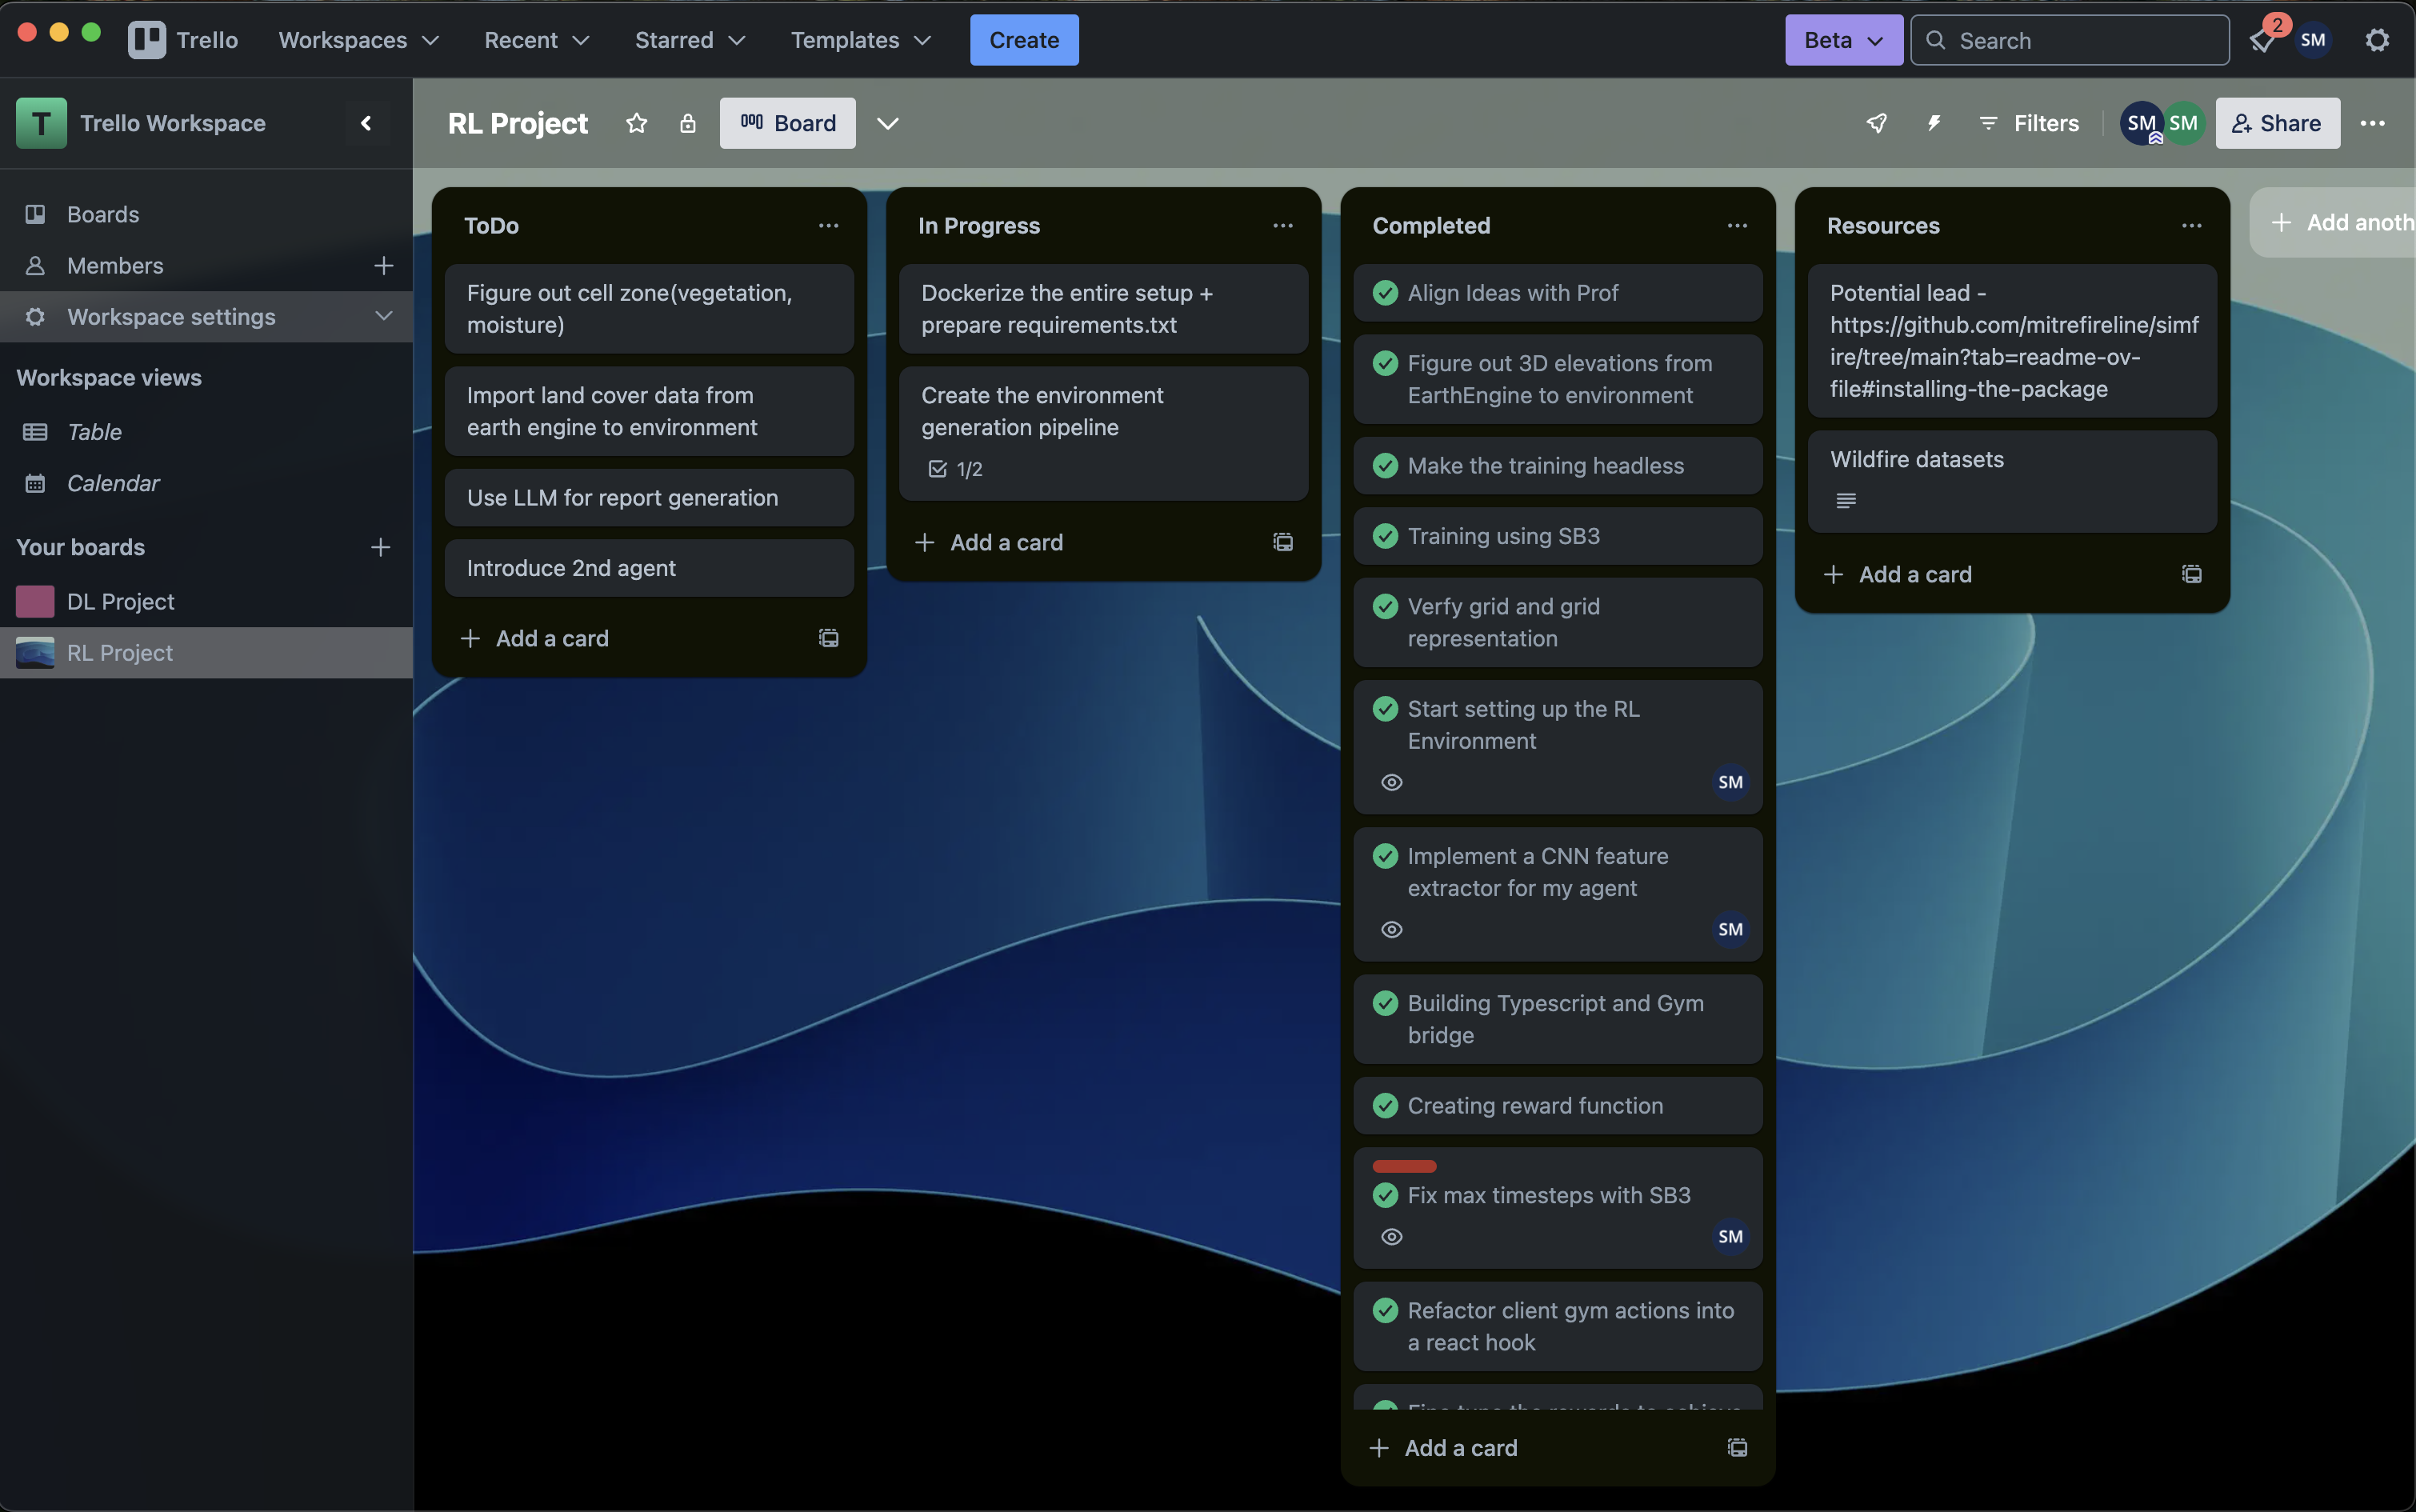 Trello
Workspaces
Recent
Starred
Templates
Create
Beta
Search
2
SM
T
Trello Workspace
RL Project
Board
Filters
SM
SM
Share
Boards
Members
Workspace settings
Workspace views
Table
Calendar
Your boards
DL Project
RL Project
ToDo
Figure out cell zone(vegetation,
moisture)
Import land cover data from
earth engine to environment
Use LLM for report generation
Introduce 2nd agent
Add a card
In Progress
Dockerize the entire setup +
prepare requirements.txt
Create the environment
generation pipeline
1/2
Add a card
Completed
Align Ideas with Prof
Figure out 3D elevations from
EarthEngine to environment
Make the training headless
Training using SB3
Verfy grid and grid
representation
Start setting up the RL
Environment
SM
Implement a CNN feature
extractor for my agent
SM
Building Typescript and Gym
bridge
Creating reward function
Fix max timesteps with SB3
SM
Refactor client gym actions into
a react hook
Add a card
Resources
Potential lead -
https://github.com/mitrefireline/simf
ire/tree/main?tab=readme-ov-
file#installing-the-package
Wildfire datasets
Add a card
Add anoth